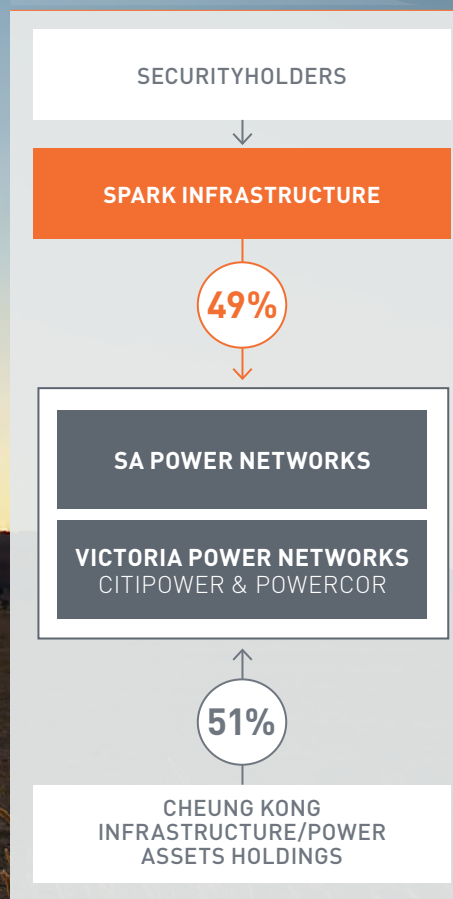 SECURITYHOLDERS
SPARK INFRASTRUCTURE
49%
SA POWER NETWORKS
VICTORIA POWER NETWORKS
CITIPOWER & POWERCOR
51%
CHEUNG KONG
INFRASTRUCTURE/POWER
ASSETS HOLDINGS